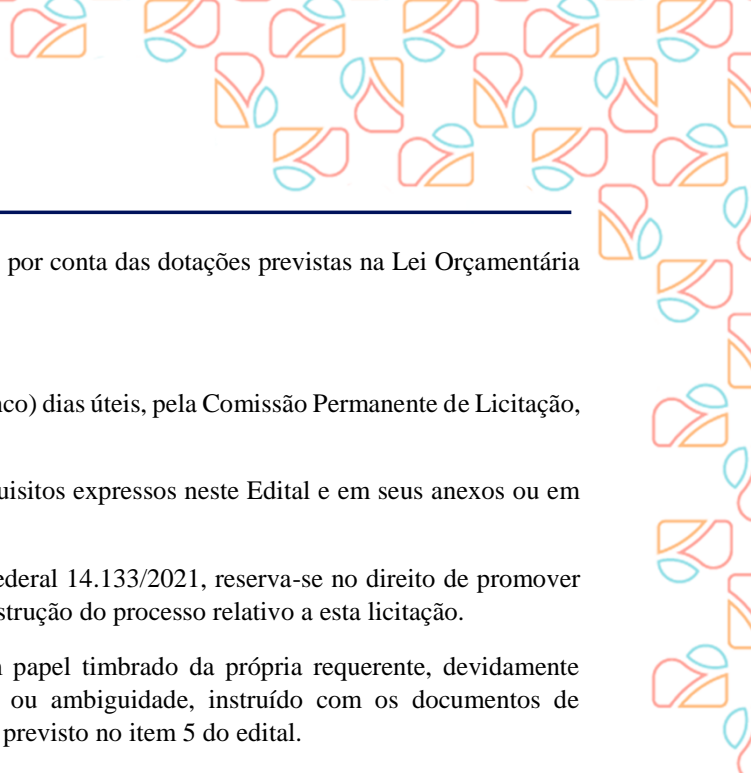 por conta das dotações previstas na Lei Orçamentária
nco) dias úteis, pela Comissão Permanente de Licitação,
uisitos expressos neste Edital e em seus anexos ou em
ederal 14.133/2021, reserva-se no direito de promover
strução do processo relativo a esta licitação.
papel timbrado da própria requerente, devidamente
ou ambiguidade, instruído com os documentos de
previsto no item 5 do edital.